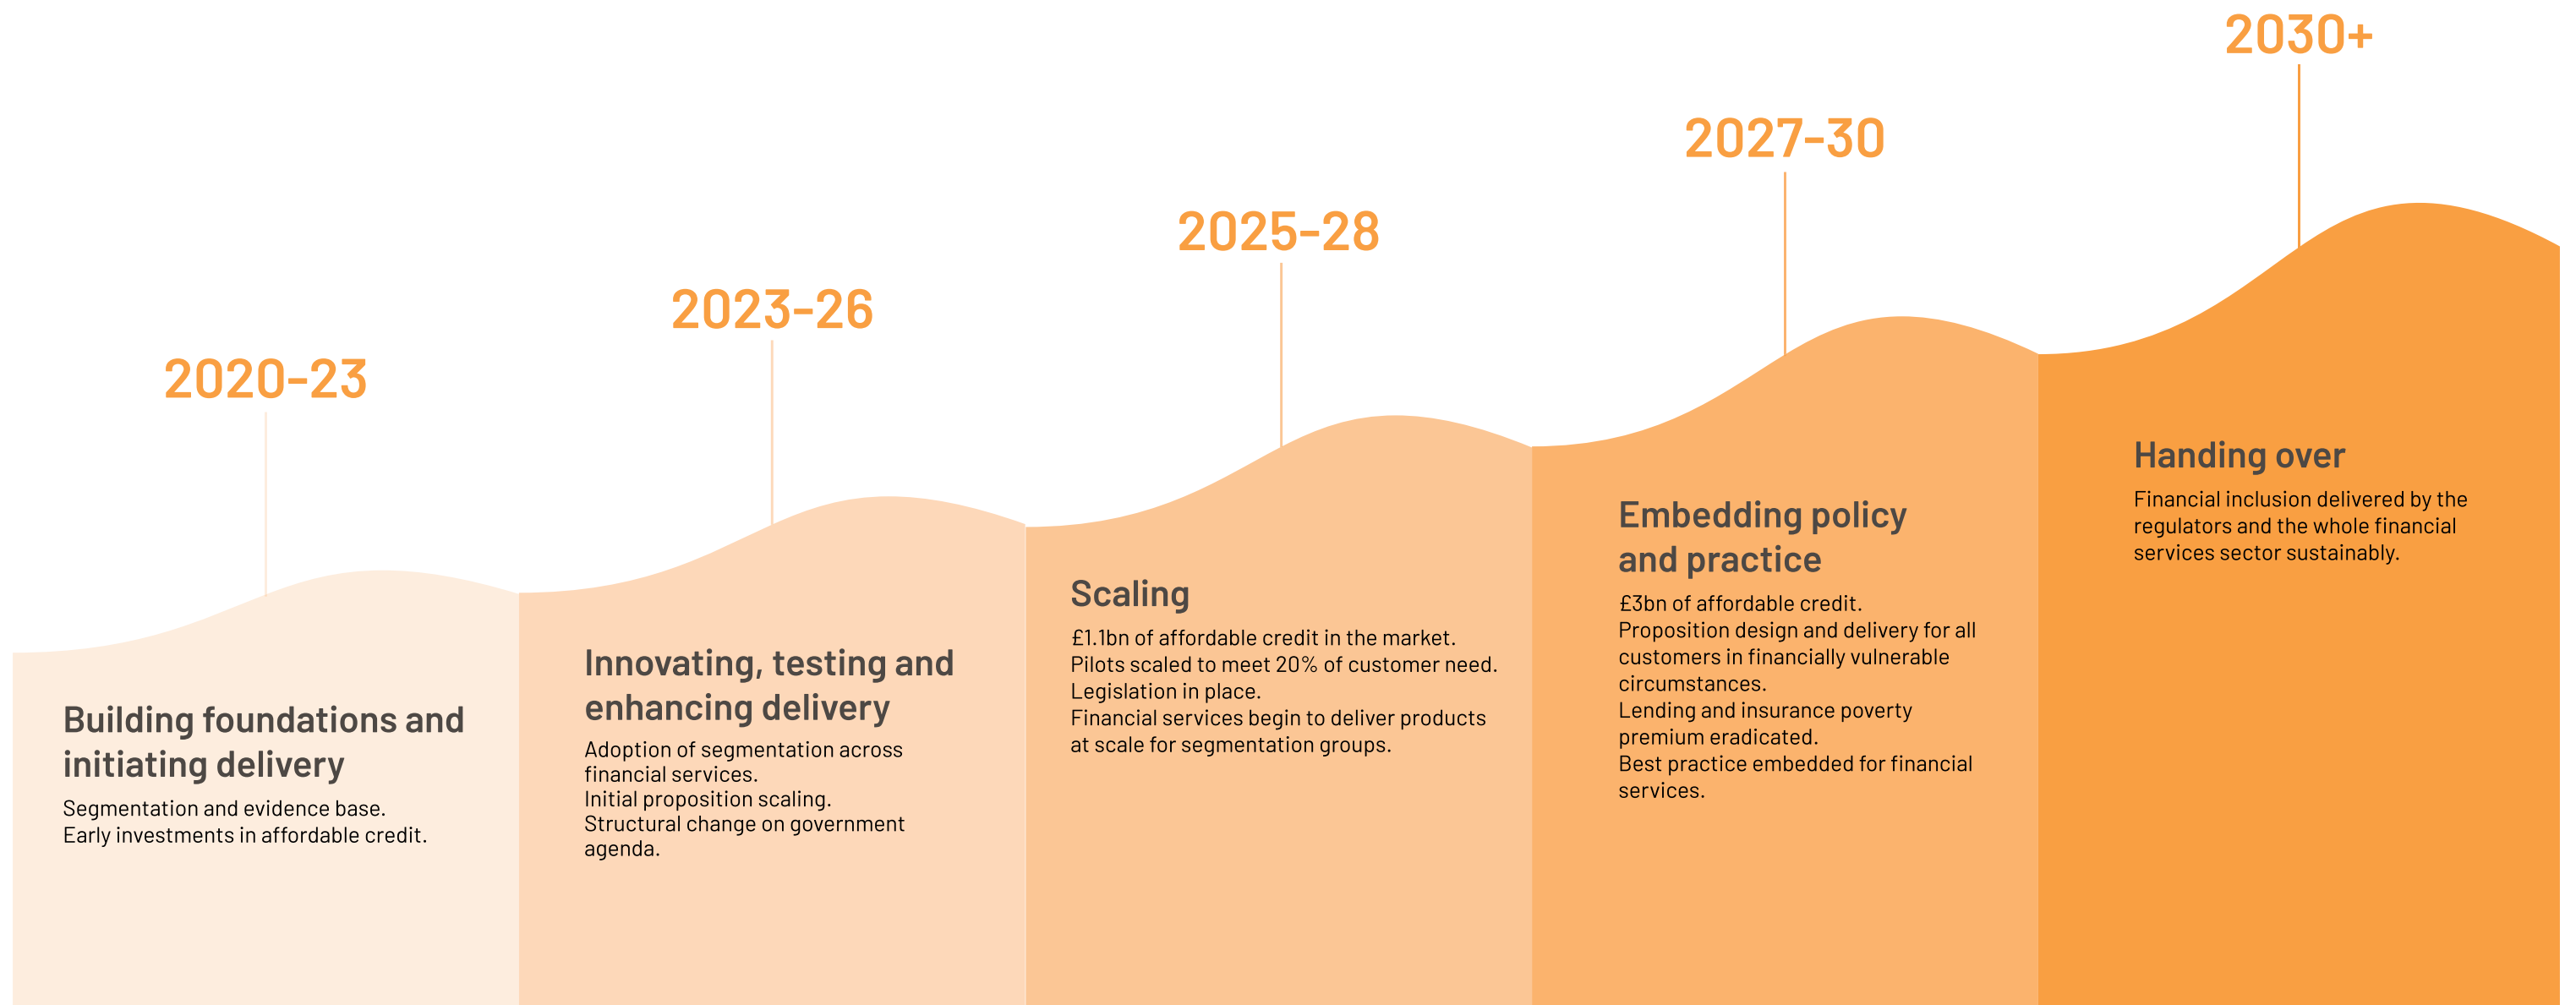 2020-23
Building foundations and
initiating delivery
Segmentation and evidence base.
Early investments in affordable credit.
2023-26
Innovating, testing and
enhancing delivery
Adoption of segmentation across
financial services.
Initial proposition scaling.
Structural change on government
agenda.
2025-28
Scaling
£1.1bn of affordable credit in the market.
Pilots scaled to meet 20% of customer need.
Legislation in place.
Financial services begin to deliver products
at scale for segmentation groups.
2027-30
Embedding policy
and practice
£3bn of affordable credit.
Proposition design and delivery for all
customers in financially vulnerable
circumstances.
Lending and insurance poverty
premium eradicated.
Best practice embedded for financial
services.
2030+
Handing over
Financial inclusion delivered by the
regulators and the whole financial
services sector sustainably.